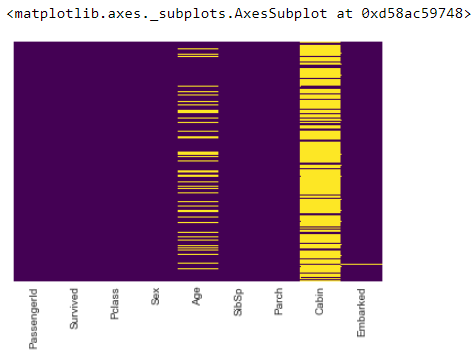 <matplotlib.axes._subplots.AxesSubplot at 0xd58ac59748>
PassengerId
Survived
Pclass
Sex
Age
SibSp
Parch
Cabin
Embarked